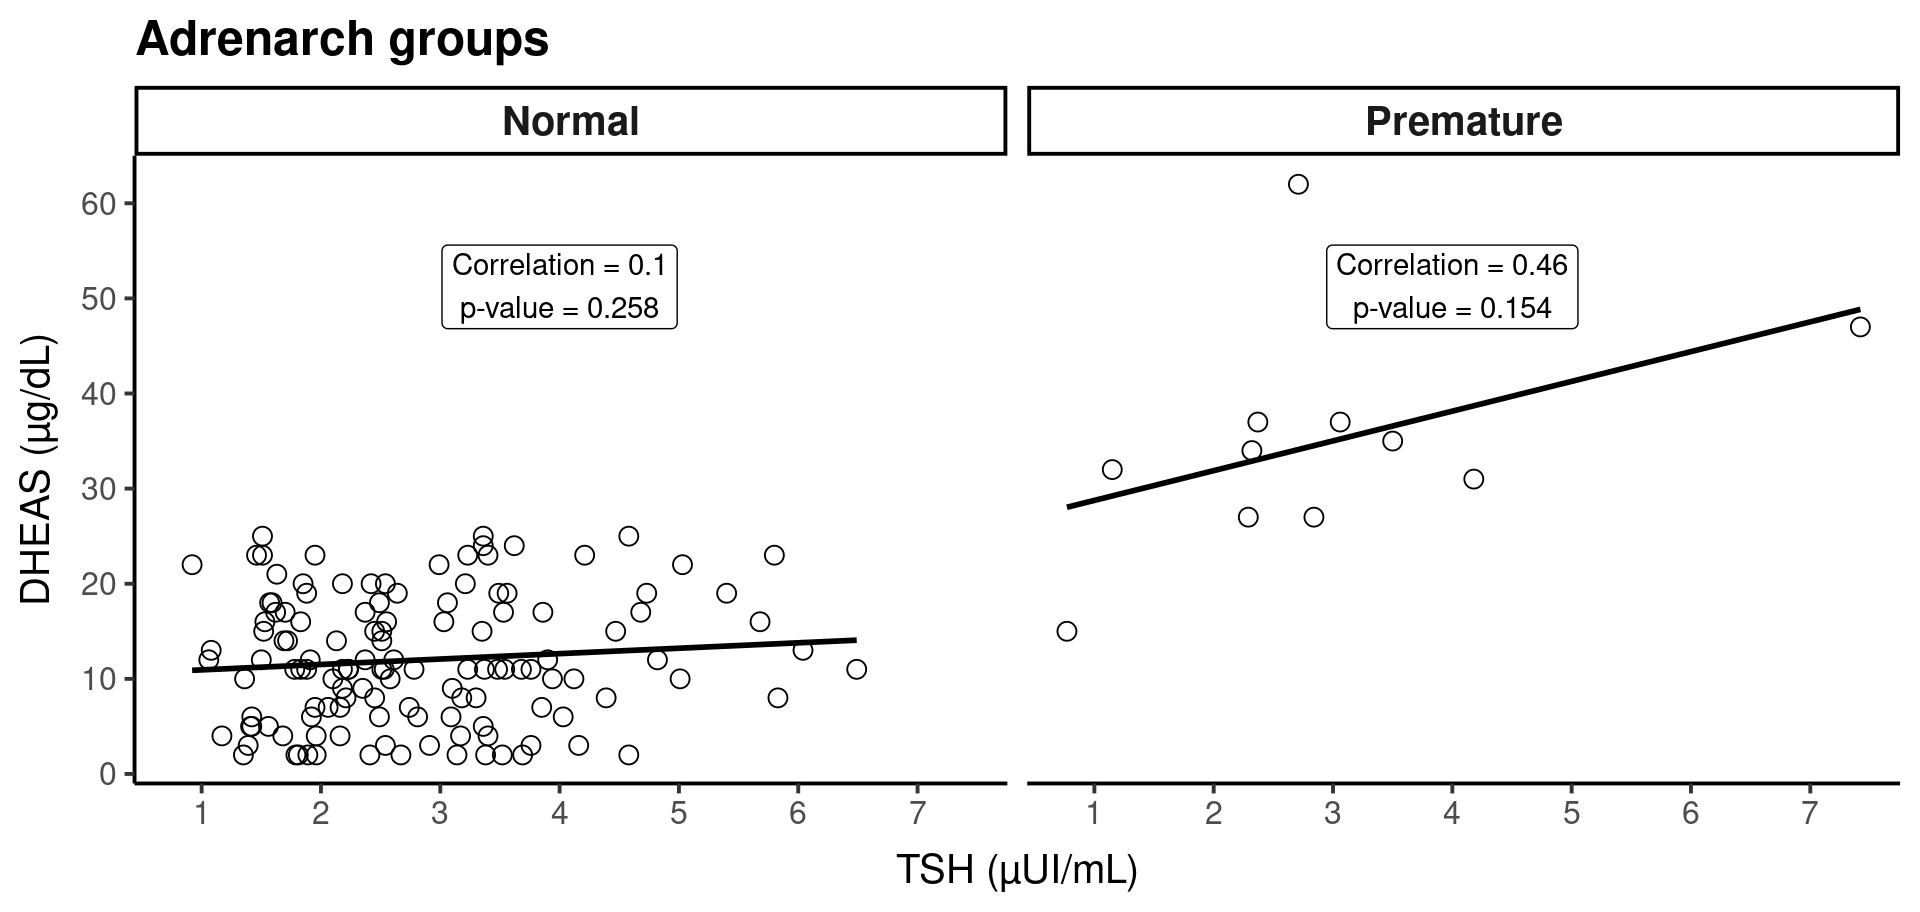 Adrenarch groups
Normal
Premature
Correlation = 0.1
p-value = 0.258
Correlation = 0.46
p-value = 0.154
DHEAS (µg/dL)
60
50
40
30
20
10
0
1 2 3 4 5 6 7
1 2 3 4 5 6 7
TSH (µUI/mL)